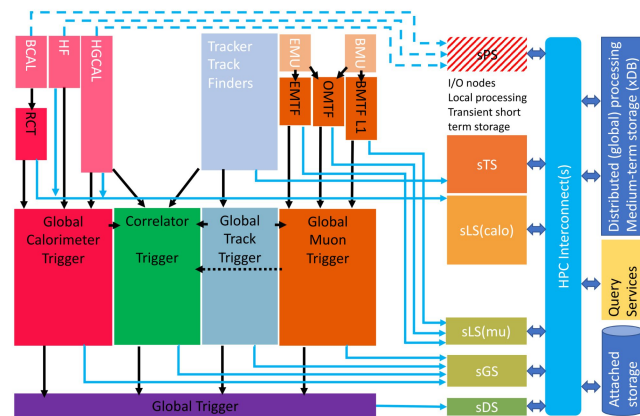 BCAL
HF
HGCAL
Tracker
Track
Finders
EMU
BMU
sPS
RCT
EMTF
OMTF
BMTF L1
I/O nodes
Local processing
Transient short
term storage
sTS
sLS(calo)
Global
Calorimeter
Trigger
Correlator
Trigger
Global
Track
Trigger
Global
Muon
Trigger
sLS(mu)
sGS
sDS
Global Trigger
HPC Interconnect(s)
Distributed (global) processing
Medium-term storage (xDB)
Query
Services
Attached
storage